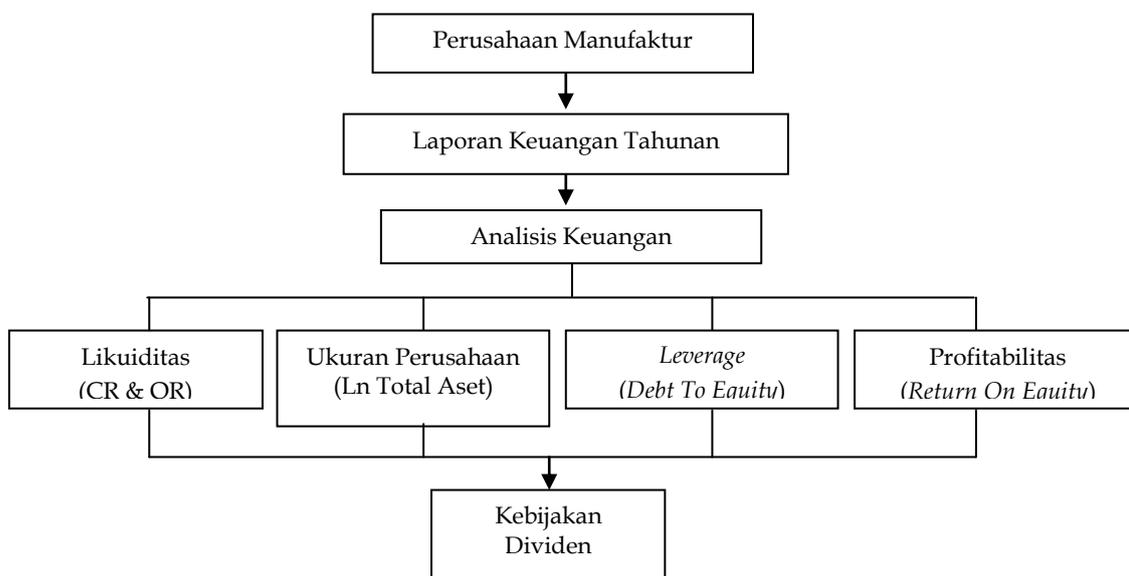 Perusahaan Manufaktur
Laporan Keuangan Tahunan
Analisis Keuangan
Likuiditas
(CR & QR)
Ukuran Perusahaan
(Ln Total Aset)
Leverage
(Debt To Equity)
Profitabilitas
(Return On Equity)
Kebijakan
Dividen